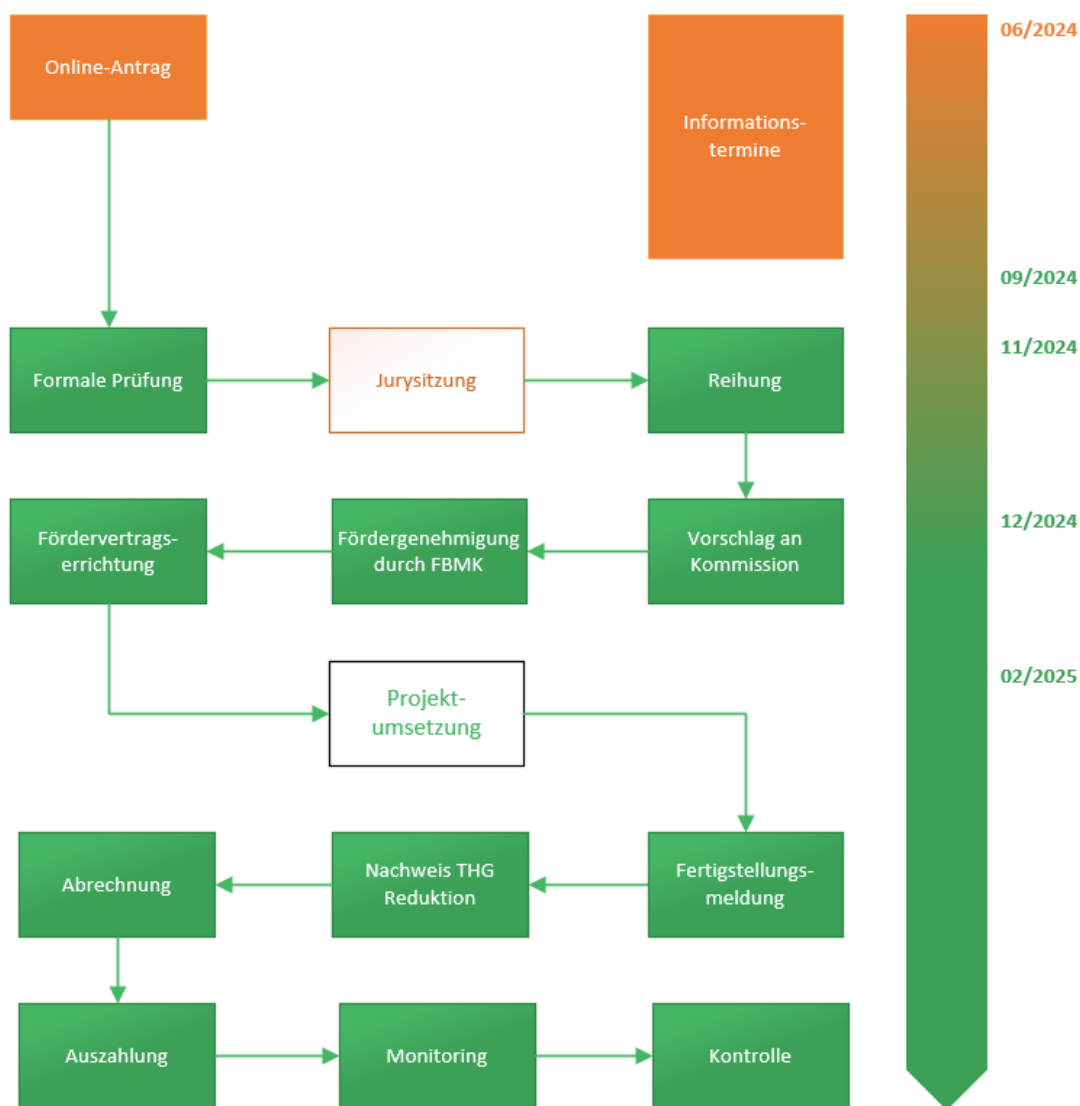 Online-Antrag
Informations-
termine
06/2024
09/2024
Formale Prüfung
Jurysitzung
Reihung
11/2024
Fördervertrags-
errichtung
Fördergenehmigung
durch FBMK
Vorschlag an
Kommission
12/2024
Projekt-
umsetzung
02/2025
Abrechnung
Nachweis THG
Reduktion
Fertigstellungs-
meldung
Auszahlung
Monitoring
Kontrolle